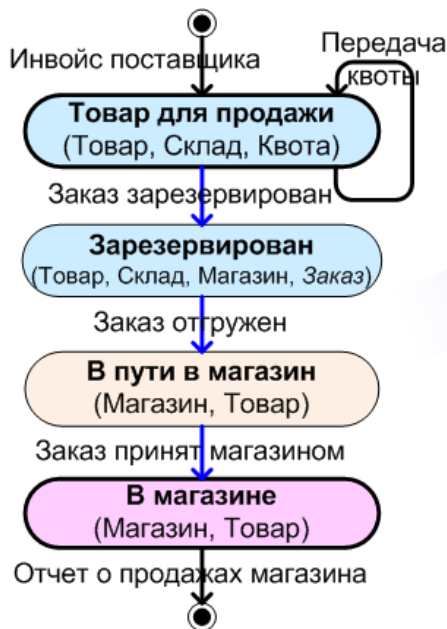 Передача
квоты
Инвойс поставщика
Товар для продажи
(Товар, Склад, Квота)
Заказ зарезервирован
Зарезервирован
(Товар, Склад, Магазин, Заказ)
Заказ отгружен
В пути в магазин
(Магазин, Товар)
Заказ принят магазином
В магазине
(Магазин, Товар)
Отчет о продажах магазина